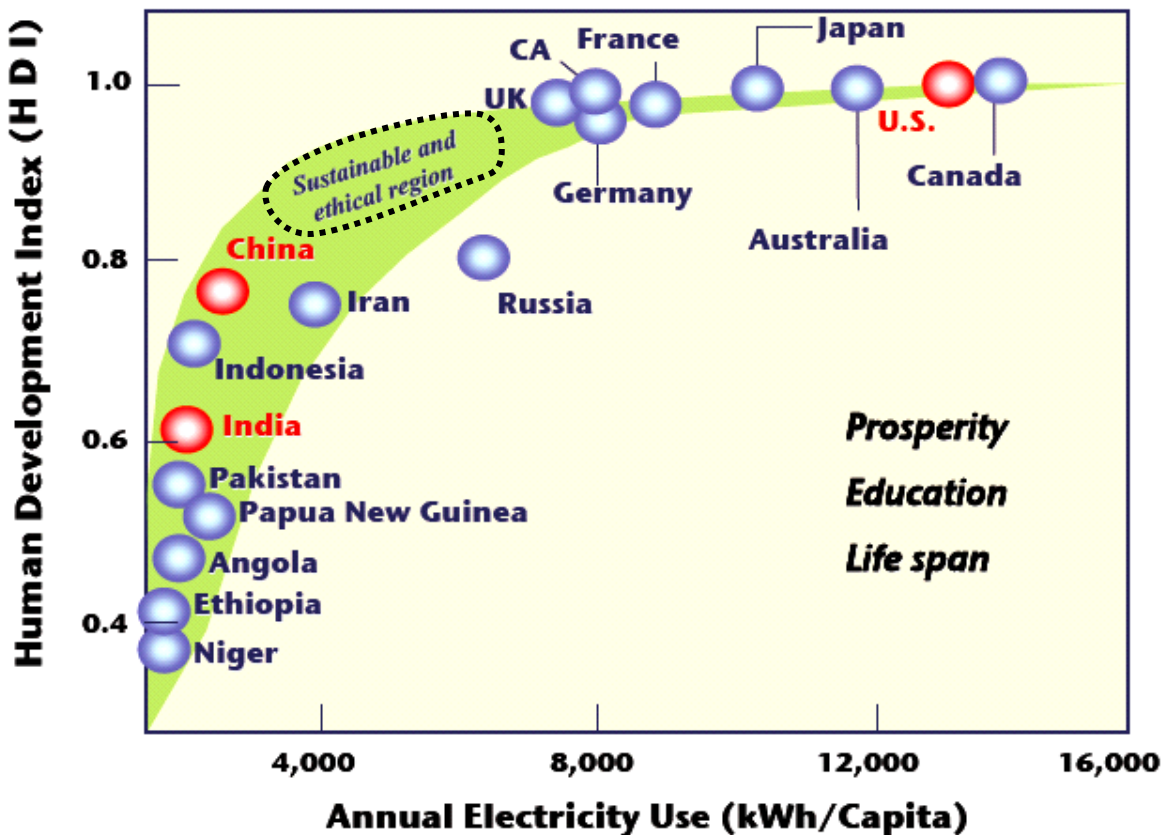 Human Development Index (H D I)
1.0
0.8
0.6
0.4
CA
France
Japan
UK
U.S.
Germany
Canada
Australia
Sustainable and
ethical region
China
Iran
Russia
Indonesia
India
Pakistan
Papua New Guinea
Angola
Ethiopia
Niger
Prosperity
Education
Life span
4,000
8,000
12,000
16,000
Annual Electricity Use (kWh/Capita)